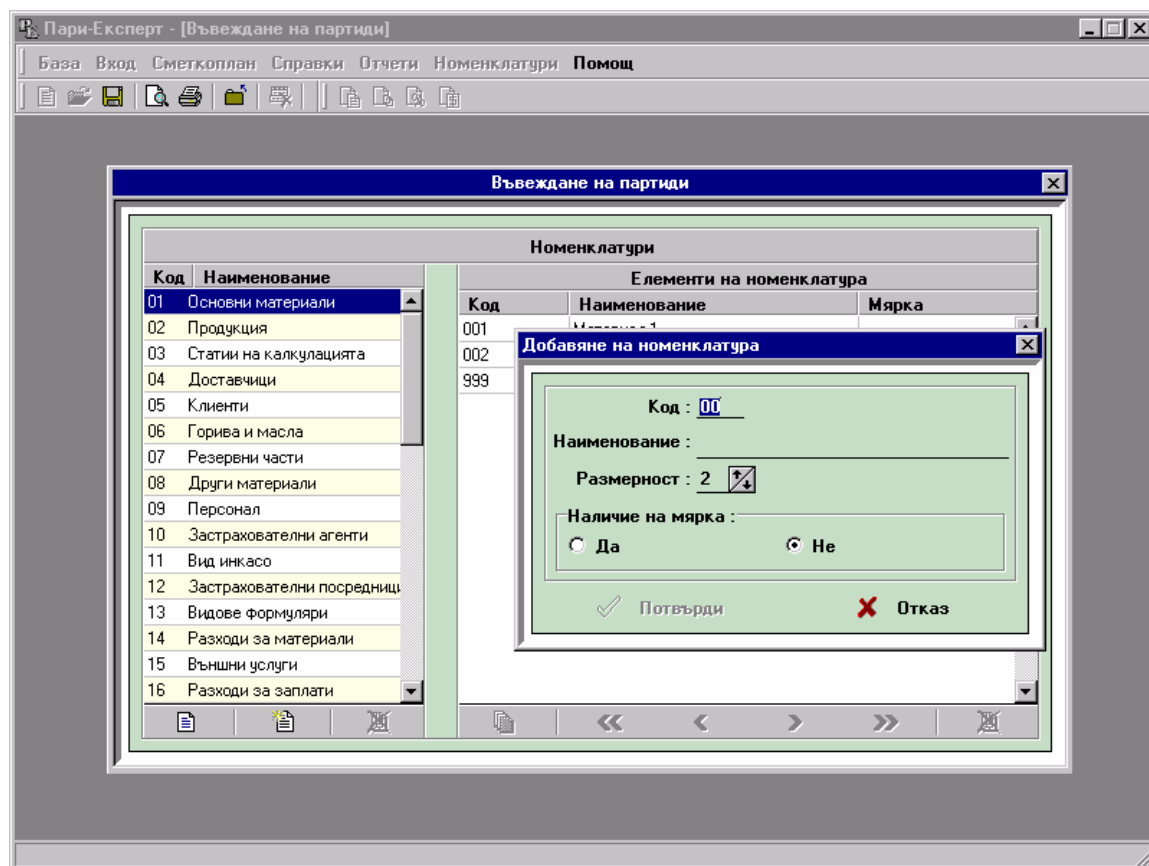 Пари-Експерт - [Въвеждане на партиди]
База Вход Сметкоплан Справки Отчети Номенклатури Помощ
Въвеждане на партиди
Номенклатури
Код Наименование
Елементи на номенклатура
Код Наименование Мярка
01 Основни материали
02 Продукция
03 Статии на калкулацията
04 Доставчици
05 Клиенти
06 Горива и масла
07 Резервни части
08 Други материали
09 Персонал
10 Застрахователни агенти
11 Вид инкасо
12 Застрахователни посредници
13 Видове формуляри
14 Разходи за материали
15 Външни услуги
16 Разходи за заплати
001
002
999
Добавяне на номенклатура
Код : 00
Наименование :
Размерност : 2
Наличие на мярка :
Да Не
Потвърди Отказ